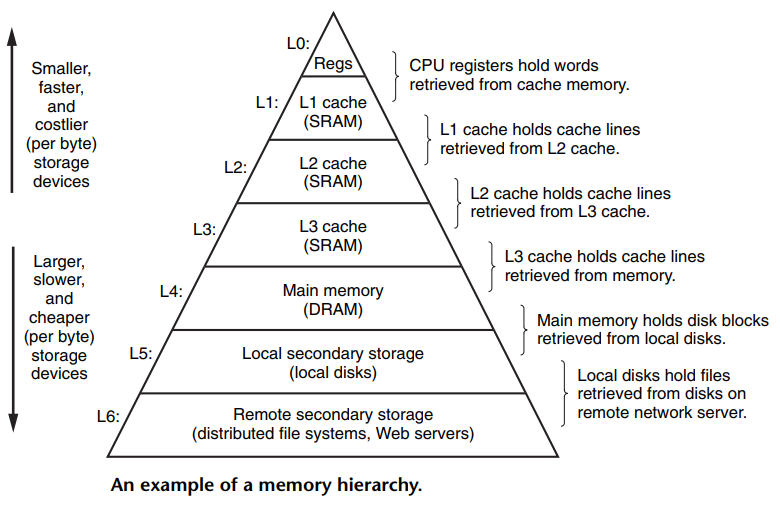 L0:
Regs
CPU registers hold words
retrieved from cache memory.
Smaller,
faster,
and
costlier
(per byte)
storage
devices
L1:
L1 cache
(SRAM)
L1 cache holds cache lines
retrieved from L2 cache.
L2:
L2 cache
(SRAM)
L2 cache holds cache lines
retrieved from L3 cache.
L3:
L3 cache
(SRAM)
L3 cache holds cache lines
retrieved from memory.
Larger,
slower,
and
cheaper
(per byte)
storage
devices
L4:
Main memory
(DRAM)
Main memory holds disk blocks
retrieved from local disks.
L5:
Local secondary storage
(local disks)
Local disks hold files
retrieved from disks on
remote network server.
L6:
Remote secondary storage
(distributed file systems, Web servers)
An example of a memory hierarchy.